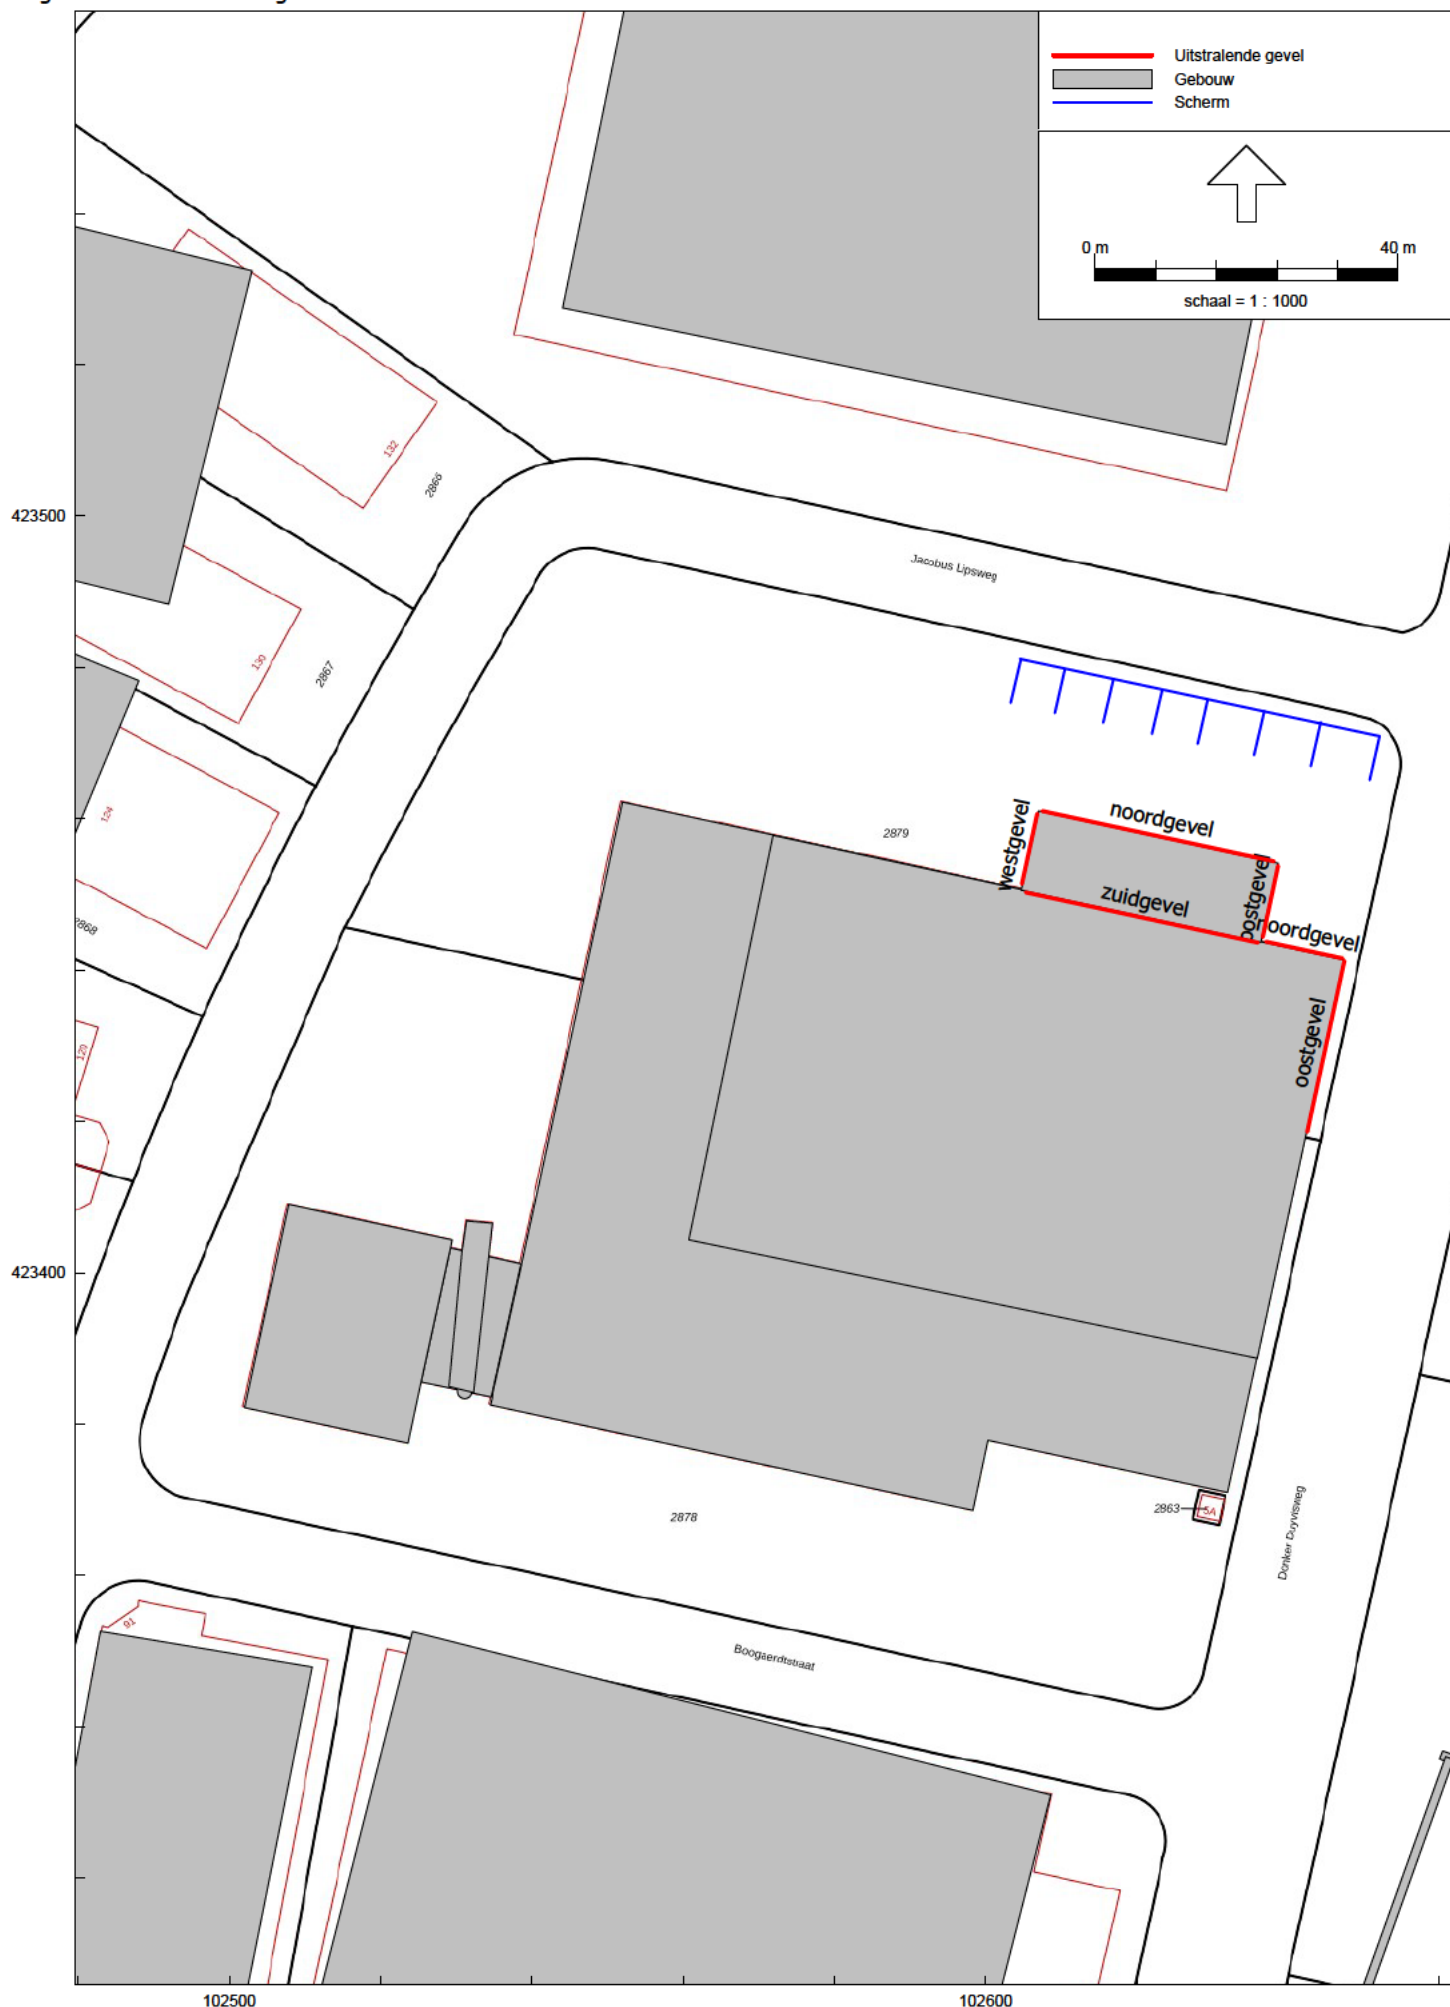 Uitstralende gevel
Gebouw
Scherm
0 m
40 m
schaal = 1 : 1000
132
2866
423500
Jacobus Lipsweg
130
2867
124
2879
westgevel
noordgevel
zuidgevel
oostgevel
noordgevel
2868
oostgevel
120
423400
2863
5A
2878
Donker Duyvisweg
91
Boogaerdtstraat
102500
102600